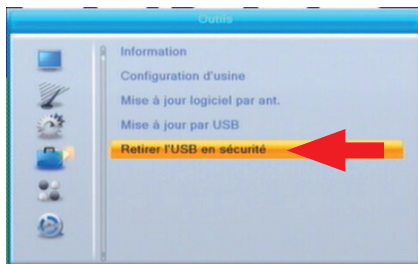 Outils
Information
Configuration d'usine
Mise à jour logiciel par ant.
Mise à jour par USB
Retirer l'USB en sécurité